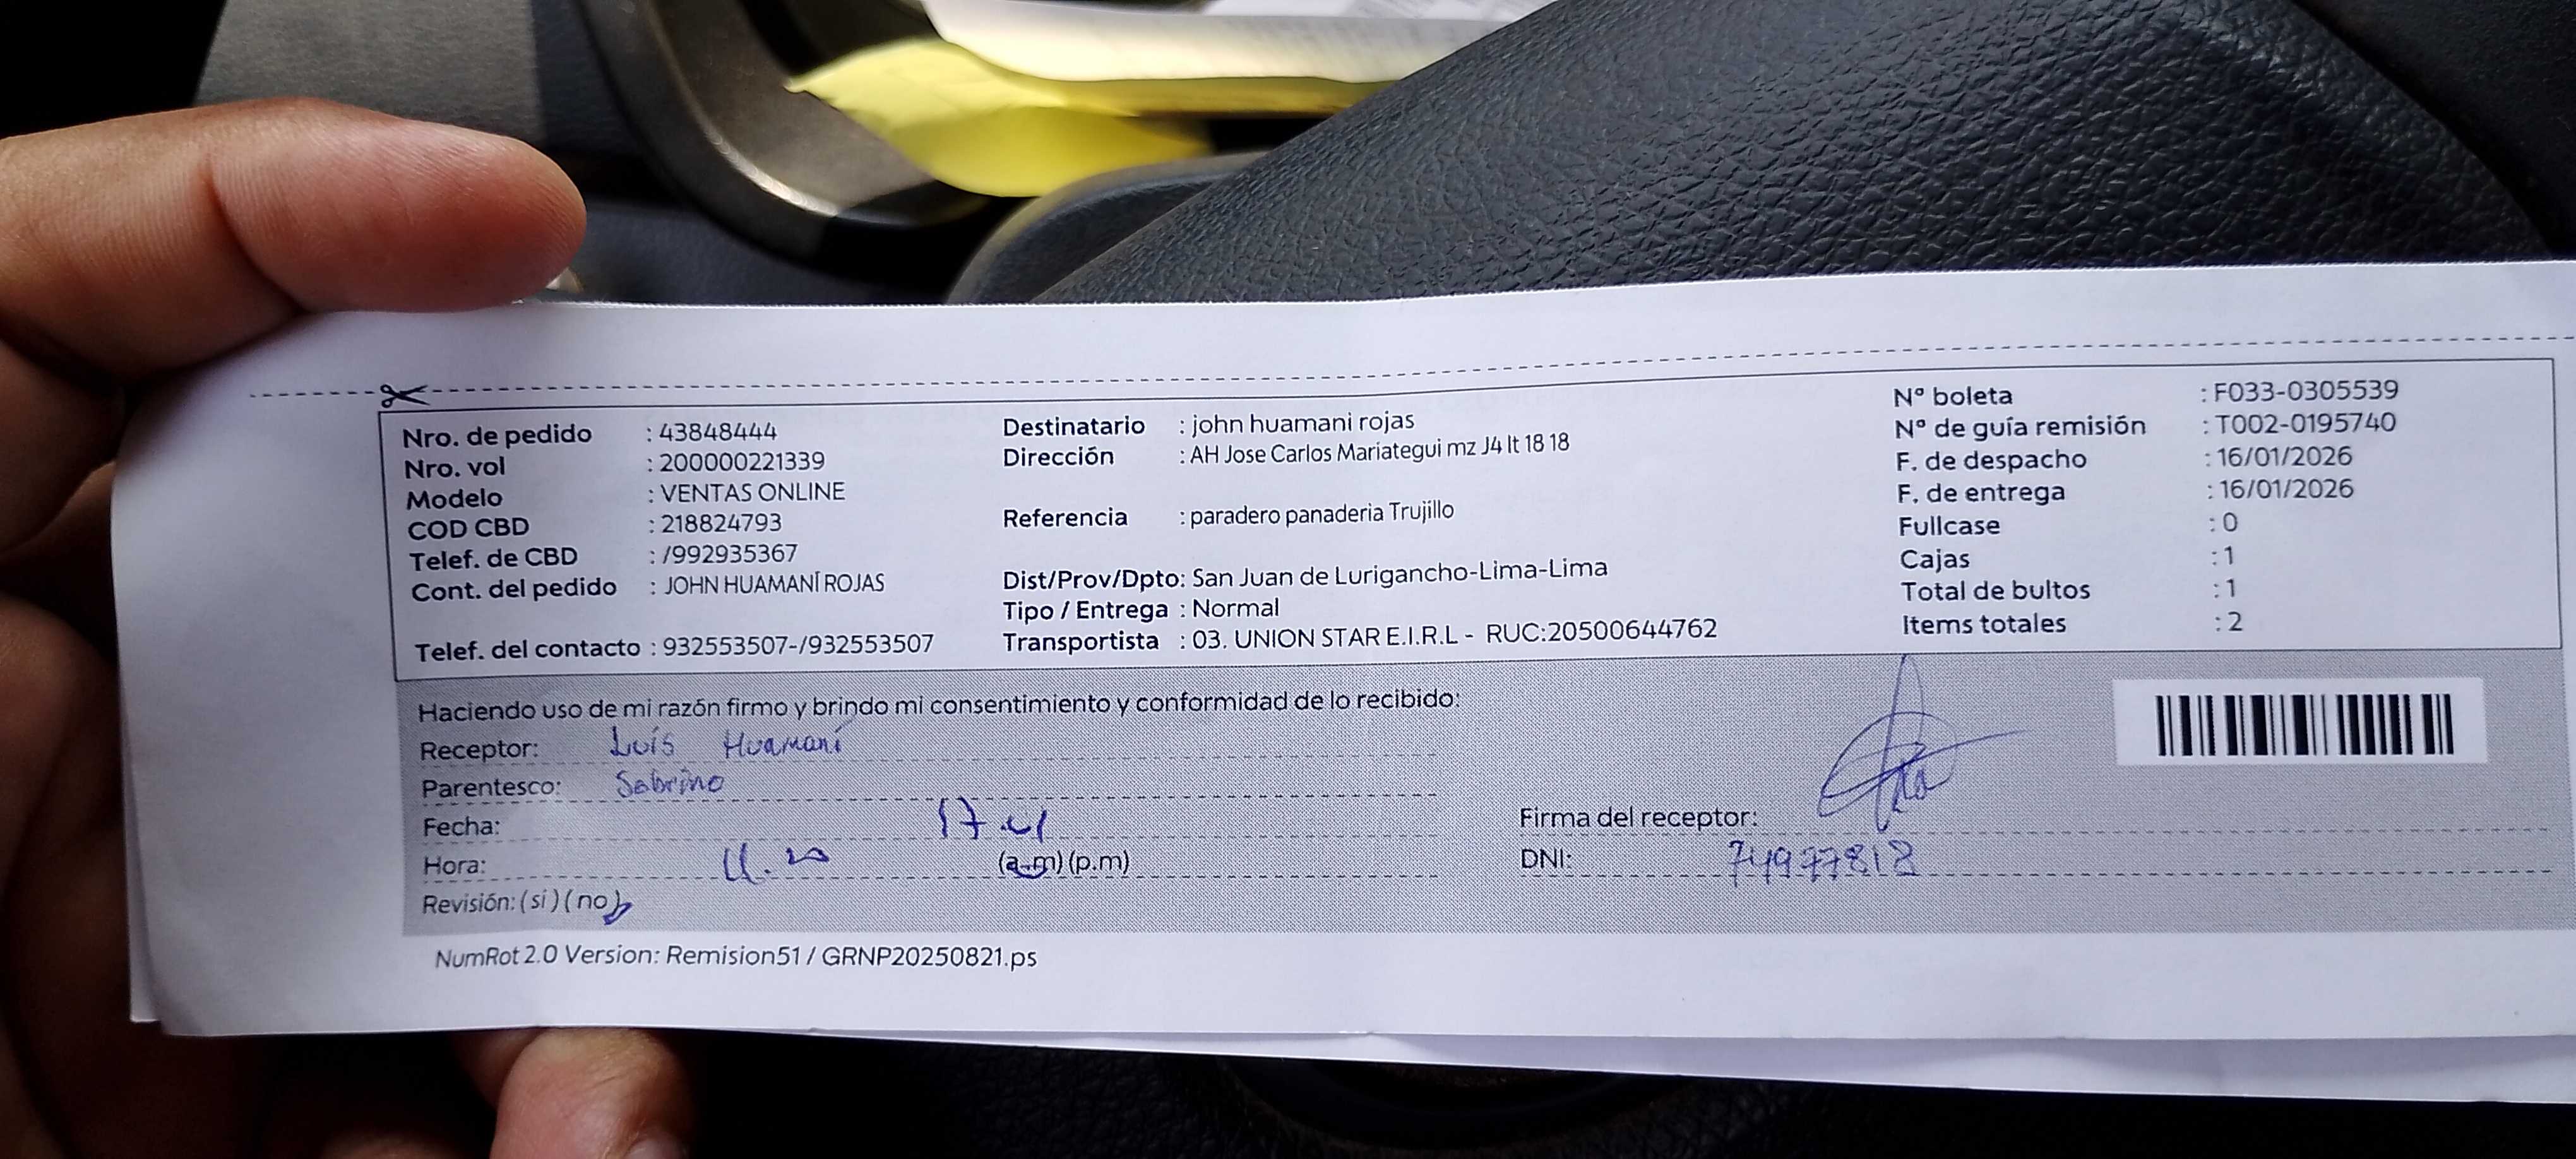 Nro. de pedido : 43848444
Nro. vol : 200000221339
Modelo : VENTAS ONLINE
COD CBD : 218824793
Telef. de CBD : /992935367
Cont. del pedido : JOHN HUAMANÍ ROJAS
Telef. del contacto : 932553507-/932553507
Destinatario : john huamani rojas
Dirección : AH Jose Carlos Mariategui mz J4 lt 18 18
Referencia : paradero panaderia Trujillo
Dist/Prov/Dpto: San Juan de Lurigancho-Lima-Lima
Tipo / Entrega : Normal
Transportista : 03. UNION STAR E.I.R.L - RUC:20500644762
Nº boleta : F033-0305539
Nº de guía remisión : T002-0195740
F. de despacho : 16/01/2026
F. de entrega : 16/01/2026
Fullcase : 0
Cajas : 1
Total de bultos : 1
Items totales : 2
Haciendo uso de mi razón firmo y brindo mi consentimiento y conformidad de lo recibido:
Receptor: Luís Huamaní
Parentesco: Sobrino
Fecha: 17.01
Hora: 11.20 (a.m) (p.m)
Revisión: (si) (no)
Firma del receptor:
DNI: 74977818
NumRot 2.0 Version: Remision51 / GRNP20250821.ps